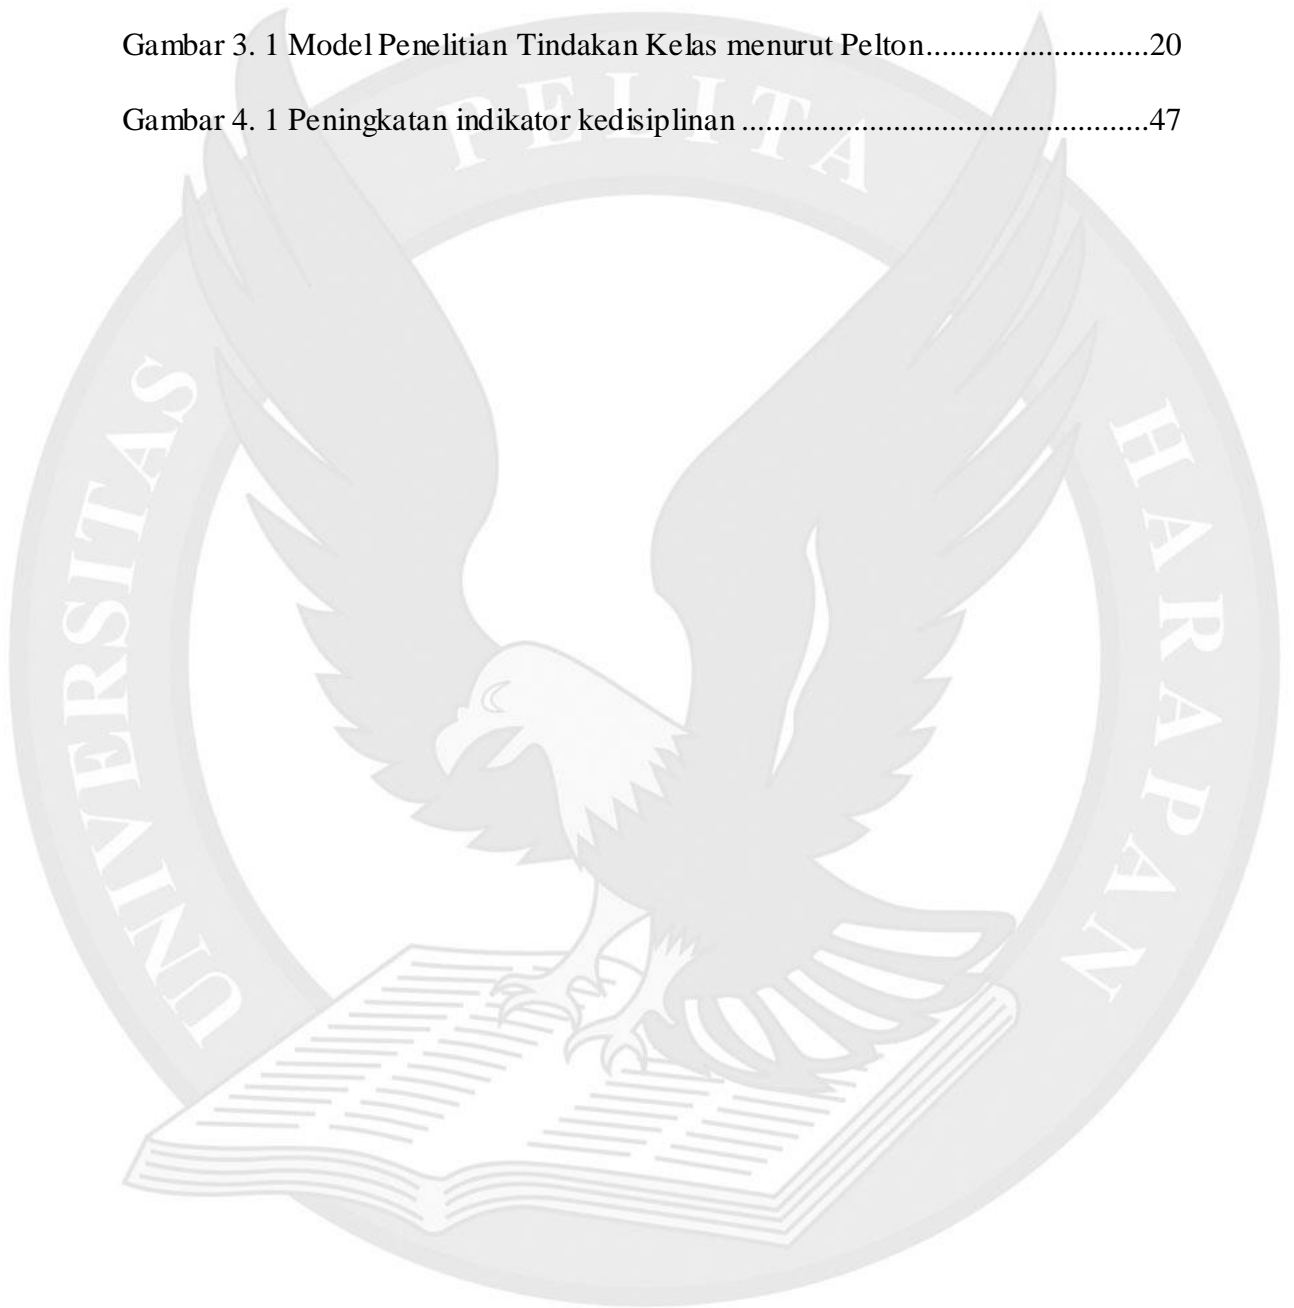 Gambar 3. 1 Model Penelitian Tindakan Kelas menurut Pelton............................20
Gambar 4. 1 Peningkatan indikator kedisiplinan ...................................................47
UNIVERSITAS PELITA HARAPAN